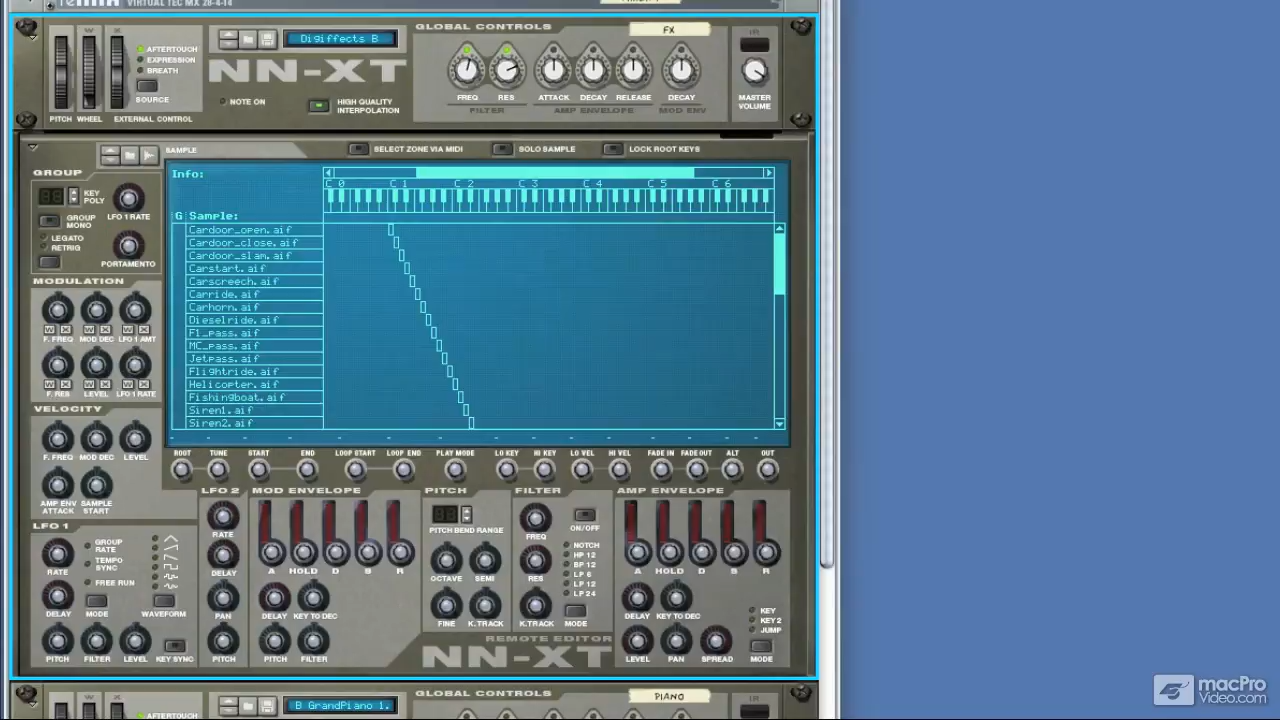 VIRTUAL TEC MX 28-4-14
GLOBAL CONTROLS
FX
W X
AFTERTOUCH
EXPRESSION
BREATH
SOURCE
PITCH WHEEL EXTERNAL CONTROL
Digiffects B
NN-XT
NOTE ON
HIGH QUALITY
INTERPOLATION
FREQ RES ATTACK DECAY RELEASE DECAY
FILTER AMP ENVELOPE MOD ENV
MASTER
VOLUME
SAMPLE
SELECT ZONE VIA MIDI SOLO SAMPLE LOCK ROOT KEYS
Info:
C 0 C 1 C 2 C 3 C 4 C 5 C 6
G Sample:
Cardoor_open.aif
Cardoor_close.aif
Cardoor_slam.aif
Carstart.aif
Carscreech.aif
Carride.aif
Carhorn.aif
Dieselride.aif
F1_pass.aif
MC_pass.aif
Jetpass.aif
Flightride.aif
Helicopter.aif
Fishingboat.aif
Siren1.aif
Siren2.aif
GROUP
KEY
POLY
LFO 1 RATE
GROUP
MONO
LEGATO
RETRIG
PORTAMENTO
MODULATION
W X W X W X
F. FREQ MOD DEC LFO 1 AMT
W X W X W X
F. RES LEVEL LFO 1 RATE
VELOCITY
F. FREQ MOD DEC LEVEL
AMP ENV
ATTACK
SAMPLE
START
ROOT TUNE START END LOOP START LOOP END PLAY MODE LO KEY HI KEY LO VEL HI VEL FADE IN FADE OUT ALT OUT
LFO 1
GROUP
RATE
TEMPO
SYNC
FREE RUN
RATE
DELAY MODE WAVEFORM
PITCH FILTER LEVEL KEY SYNC
LFO 2
RATE
DELAY
PAN
PITCH
MOD ENVELOPE
A HOLD D S R
DELAY KEY TO DEC
PITCH FILTER
PITCH
PITCH BEND RANGE
OCTAVE SEMI
FINE K.TRACK
FILTER
FREQ
ON/OFF
NOTCH
HP 12
BP 12
LP 6
LP 12
LP 24
RES
K.TRACK MODE
AMP ENVELOPE
A HOLD D S R
DELAY KEY TO DEC
KEY
KEY 2
JUMP
LEVEL PAN SPREAD MODE
REMOTE EDITOR
NN-XT
W X
AFTERTOUCH
B GrandPiano 1.
GLOBAL CONTROLS
PIANO
macPro
Video.com